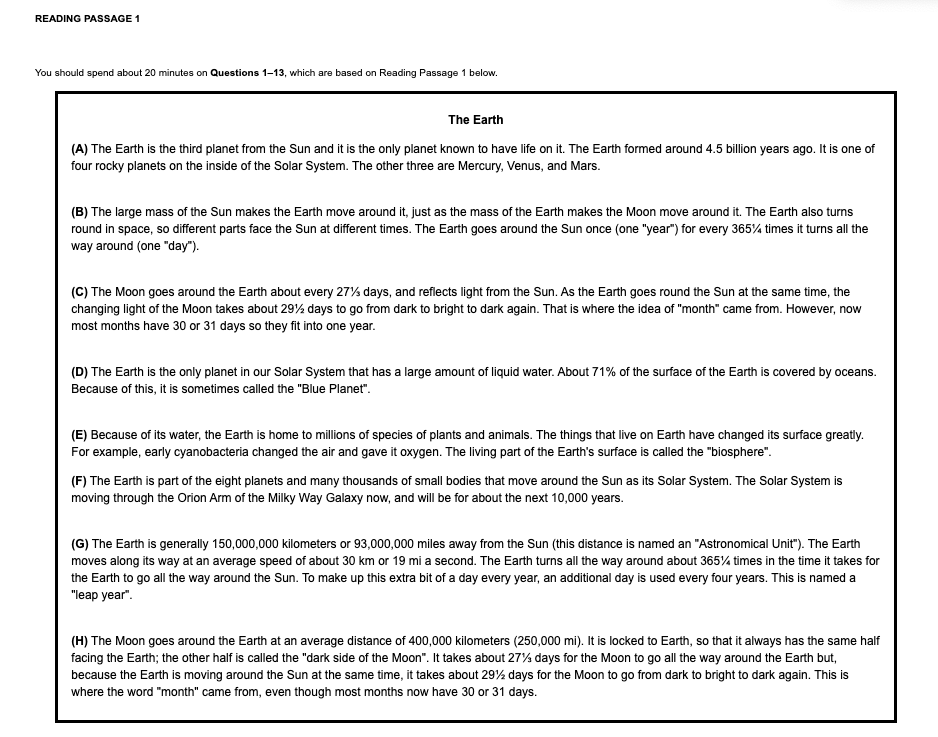 READING PASSAGE 1
You should spend about 20 minutes on Questions 1–13, which are based on Reading Passage 1 below.
The Earth
(A) The Earth is the third planet from the Sun and it is the only planet known to have life on it. The Earth formed around 4.5 billion years ago. It is one of
four rocky planets on the inside of the Solar System. The other three are Mercury, Venus, and Mars.
(B) The large mass of the Sun makes the Earth move around it, just as the mass of the Earth makes the Moon move around it. The Earth also turns
round in space, so different parts face the Sun at different times. The Earth goes around the Sun once (one "year") for every 365¼ times it turns all the
way around (one "day").
(C) The Moon goes around the Earth about every 27⅓ days, and reflects light from the Sun. As the Earth goes round the Sun at the same time, the
changing light of the Moon takes about 29½ days to go from dark to bright to dark again. That is where the idea of "month" came from. However, now
most months have 30 or 31 days so they fit into one year.
(D) The Earth is the only planet in our Solar System that has a large amount of liquid water. About 71% of the surface of the Earth is covered by oceans.
Because of this, it is sometimes called the "Blue Planet".
(E) Because of its water, the Earth is home to millions of species of plants and animals. The things that live on Earth have changed its surface greatly.
For example, early cyanobacteria changed the air and gave it oxygen. The living part of the Earth's surface is called the "biosphere".
(F) The Earth is part of the eight planets and many thousands of small bodies that move around the Sun as its Solar System. The Solar System is
moving through the Orion Arm of the Milky Way Galaxy now, and will be for about the next 10,000 years.
(G) The Earth is generally 150,000,000 kilometers or 93,000,000 miles away from the Sun (this distance is named an "Astronomical Unit"). The Earth
moves along its way at an average speed of about 30 km or 19 mi a second. The Earth turns all the way around about 365¼ times in the time it takes for
the Earth to go all the way around the Sun. To make up this extra bit of a day every year, an additional day is used every four years. This is named a
"leap year".
(H) The Moon goes around the Earth at an average distance of 400,000 kilometers (250,000 mi). It is locked to Earth, so that it always has the same half
facing the Earth; the other half is called the "dark side of the Moon". It takes about 27⅓ days for the Moon to go all the way around the Earth but,
because the Earth is moving around the Sun at the same time, it takes about 29½ days for the Moon to go from dark to bright to dark again. This is
where the word "month" came from, even though most months now have 30 or 31 days.